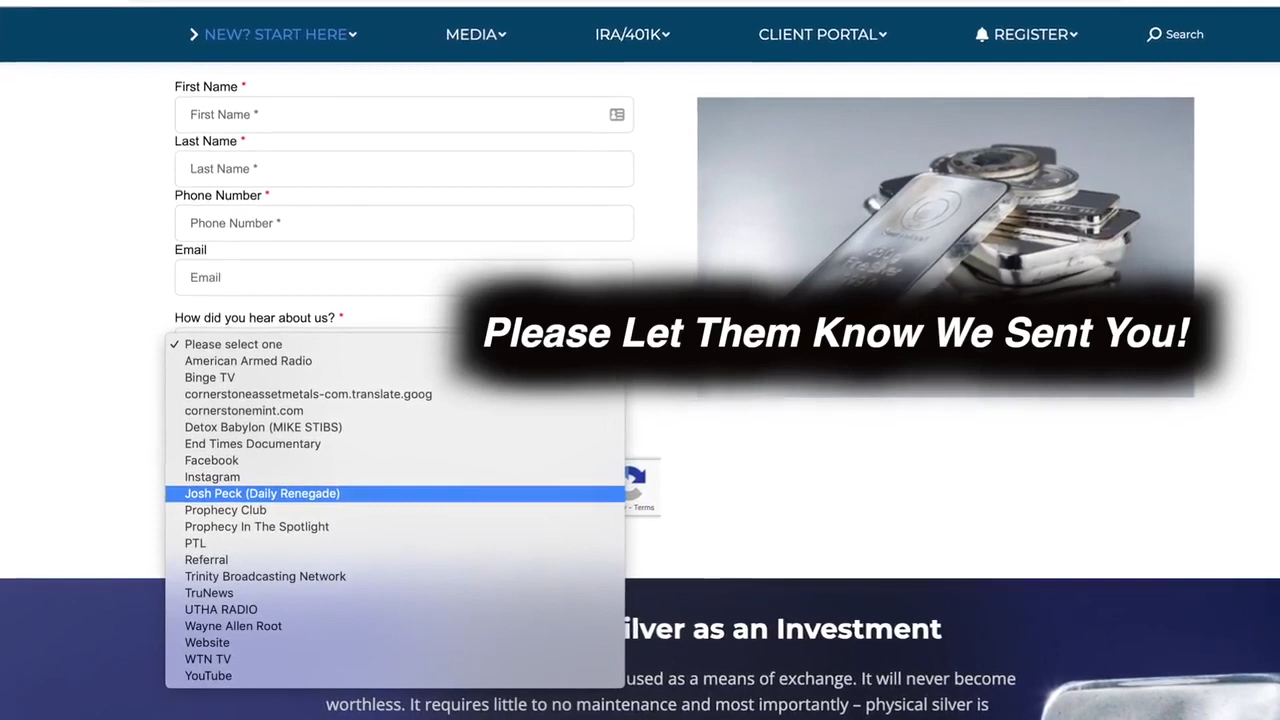 NEW? START HERE
MEDIA
IRA/401K
CLIENT PORTAL
REGISTER
Search
First Name *
First Name *
Last Name *
Last Name *
Phone Number *
Phone Number *
Email
Email
How did you hear about us? *
Please Let Them Know We Sent You!
✓ Please select one
American Armed Radio
Binge TV
cornerstoneassetmetals-com.translate.goog
cornerstonemint.com
Detox Babylon (MIKE STIBS)
End Times Documentary
Facebook
Instagram
Josh Peck (Daily Renegade)
Prophecy Club
Prophecy In The Spotlight
PTL
Referral
Trinity Broadcasting Network
TruNews
UTHA RADIO
Wayne Allen Root
Website
WTN TV
YouTube
- Terms
ilver as an Investment
used as a means of exchange. It will never become
worthless. It requires little to no maintenance and most importantly – physical silver is